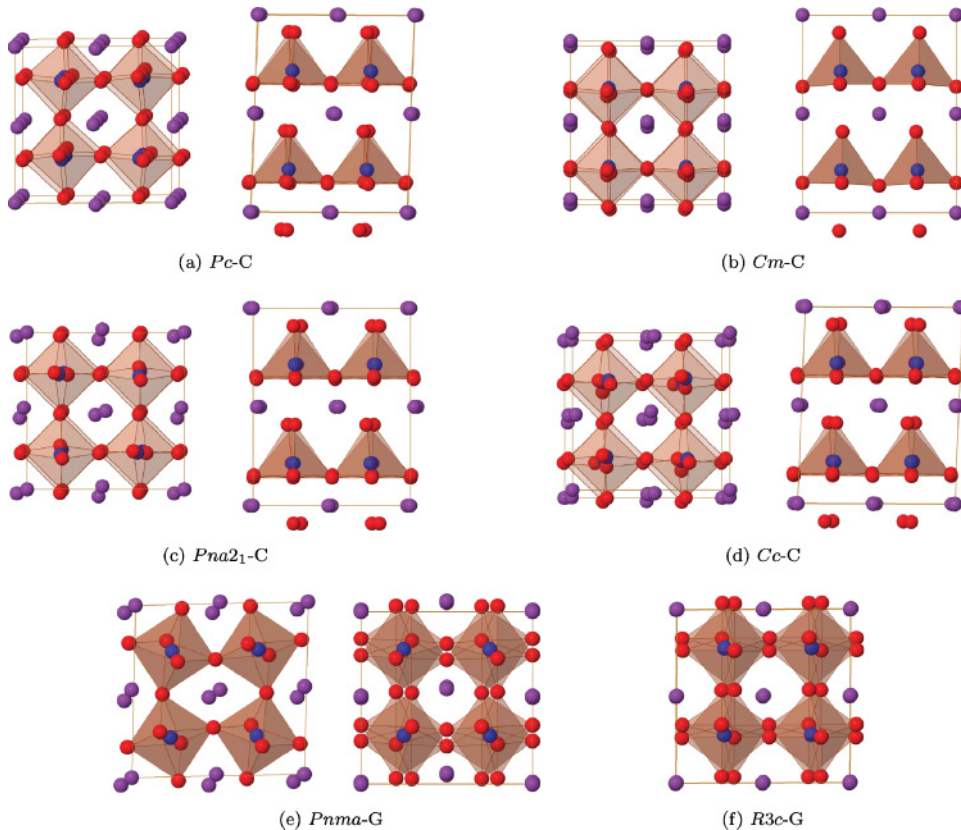 (a) Pc-C
(b) Cm-C
(c) Pna2₁-C
(d) Cc-C
(e) Pnma-G
(f) R3c-G